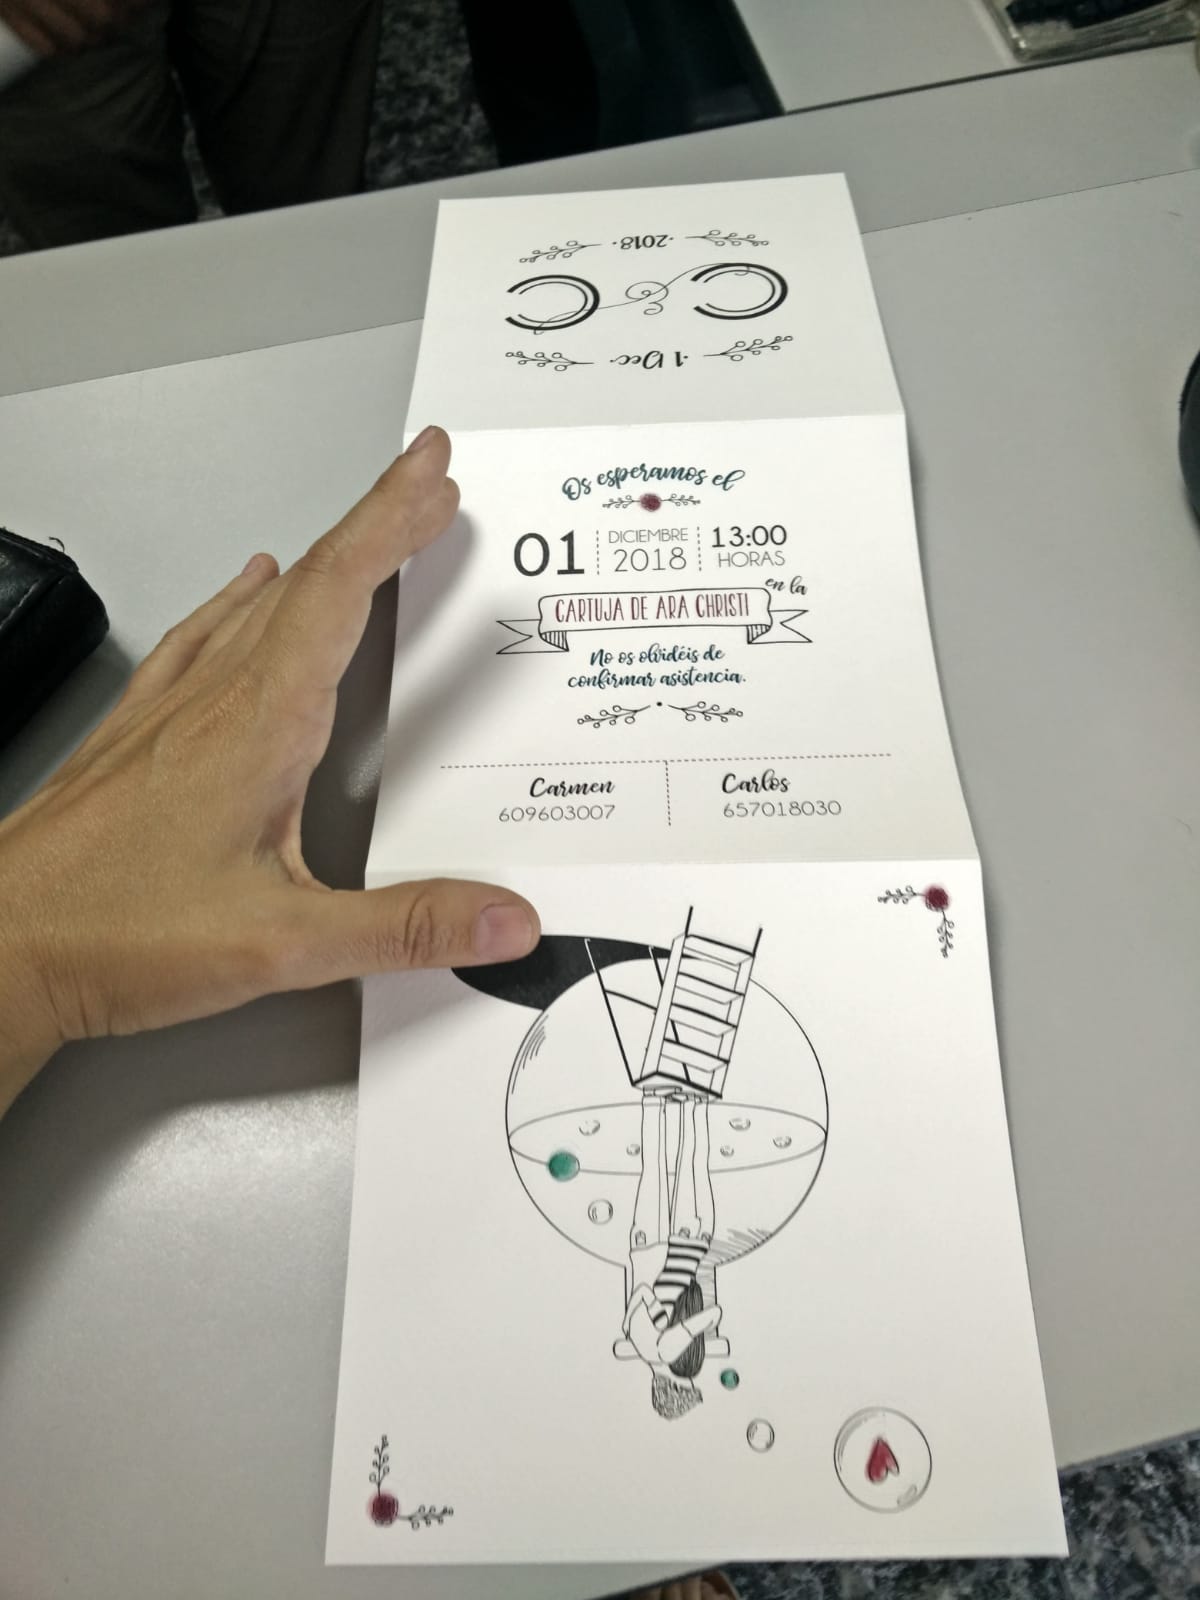 ·1 Dec·
C & C
·2018·
Os esperamos el
01 DICIEMBRE 2018 13:00 HORAS
en la
CARTUJA DE ARA CHRISTI
No os olvidéis de
confirmar asistencia.
Carmen
609603007
Carlos
657018030